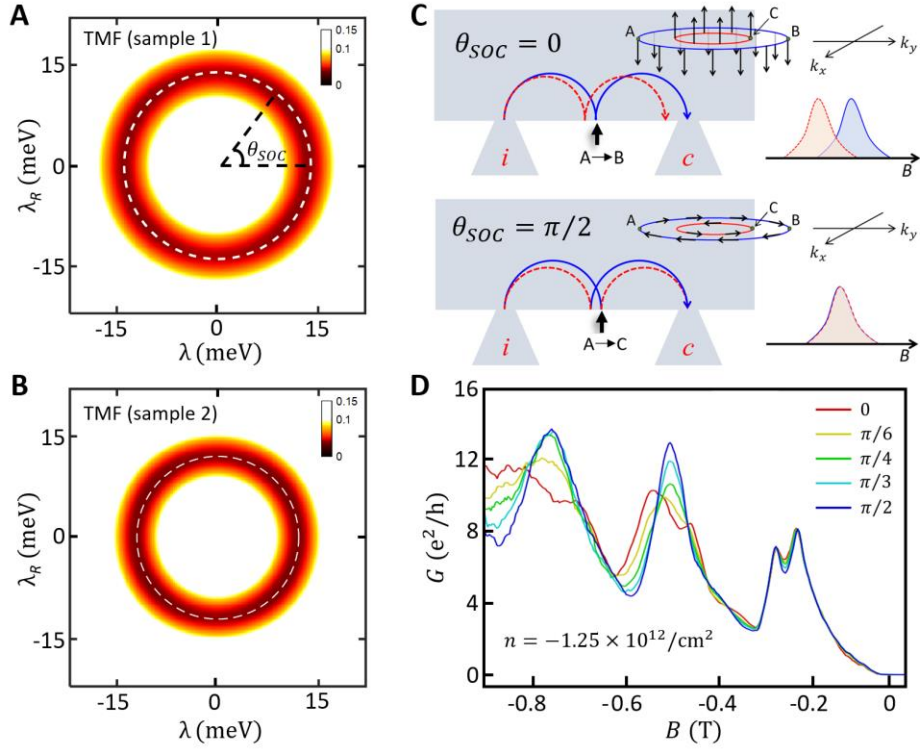 A
TMF (sample 1)
0.15
0.1
0
θ_SOC
15
0
-15
λ_R (meV)
-15
0
15
λ (meV)
B
TMF (sample 2)
0.15
0.1
0
15
0
-15
λ_R (meV)
-15
0
15
λ (meV)
C
θ_SOC = 0
A
C
B
k_y
k_x
i
c
A→B
B
θ_SOC = π/2
A
C
B
k_y
k_x
i
c
A→C
B
D
16
12
8
4
0
G (e²/h)
0
π/6
π/4
π/3
π/2
n = −1.25 × 10¹²/cm²
-0.8
-0.6
-0.4
-0.2
0
B (T)